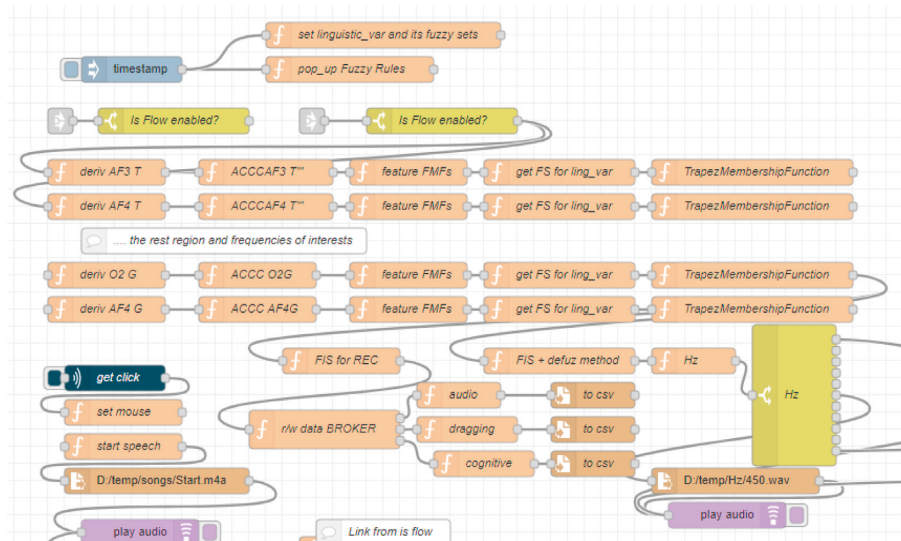 set linguistic_var and its fuzzy sets
timestamp
pop_up Fuzzy Rules
Is Flow enabled?
Is Flow enabled?
deriv AF3 T
ACCCAF3 T'''
feature FMFs
get FS for ling_var
TrapezMembershipFunction
deriv AF4 T
ACCCAF4 T'''
feature FMFs
get FS for ling_var
TrapezMembershipFunction
.... the rest region and frequencies of interests
deriv O2 G
ACCC O2G
feature FMFs
get FS for ling_var
TrapezMembershipFunction
deriv AF4 G
ACCC AF4G
feature FMFs
get FS for ling_var
TrapezMembershipFunction
FIS for REC
FIS + defuz method
Hz
get click
set mouse
audio
to csv
Hz
start speech
r/w data BROKER
dragging
to csv
cognitive
to csv
D:/temp/songs/Start.m4a
D:/temp/Hz/450.wav
play audio
play audio
Link from is flow